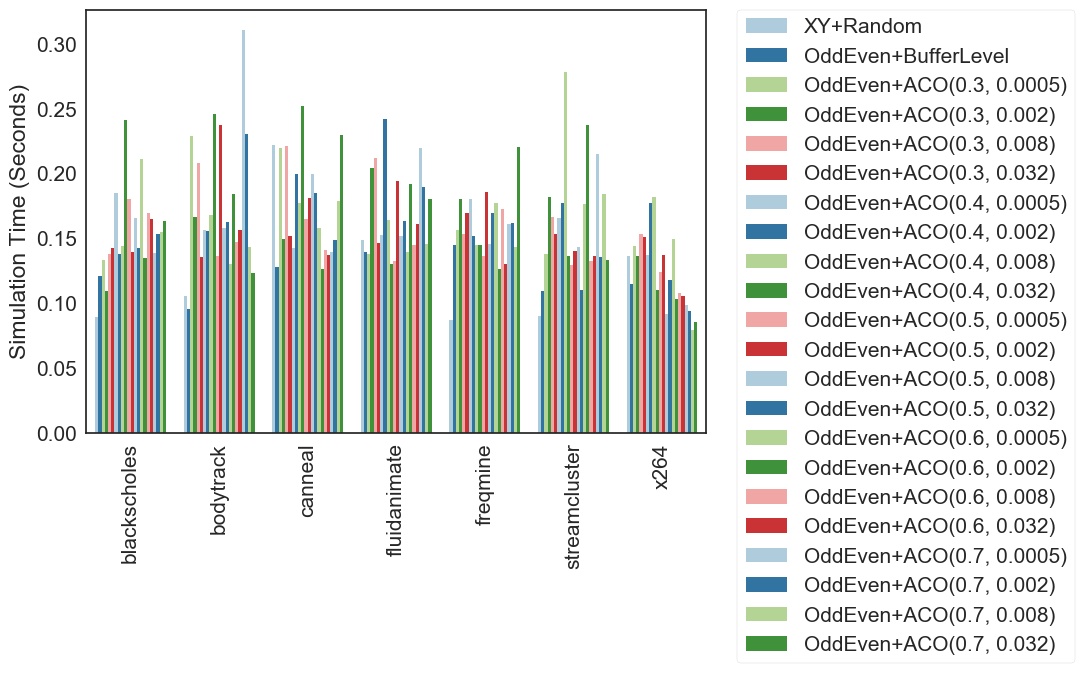 Simulation Time (Seconds)
0.30
0.25
0.20
0.15
0.10
0.05
0.00
blackscholes
bodytrack
canneal
fluidanimate
freqmine
streamcluster
x264
XY+Random
OddEven+BufferLevel
OddEven+ACO(0.3, 0.0005)
OddEven+ACO(0.3, 0.002)
OddEven+ACO(0.3, 0.008)
OddEven+ACO(0.3, 0.032)
OddEven+ACO(0.4, 0.0005)
OddEven+ACO(0.4, 0.002)
OddEven+ACO(0.4, 0.008)
OddEven+ACO(0.4, 0.032)
OddEven+ACO(0.5, 0.0005)
OddEven+ACO(0.5, 0.002)
OddEven+ACO(0.5, 0.008)
OddEven+ACO(0.5, 0.032)
OddEven+ACO(0.6, 0.0005)
OddEven+ACO(0.6, 0.002)
OddEven+ACO(0.6, 0.008)
OddEven+ACO(0.6, 0.032)
OddEven+ACO(0.7, 0.0005)
OddEven+ACO(0.7, 0.002)
OddEven+ACO(0.7, 0.008)
OddEven+ACO(0.7, 0.032)